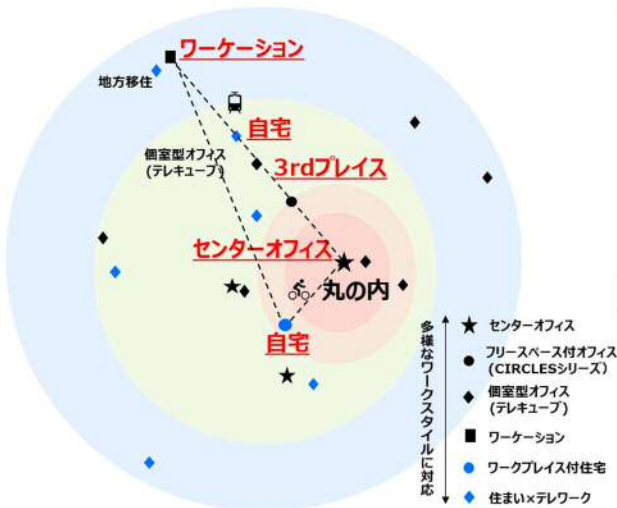 ワーケーション
地方移住
自宅
個室型オフィス
(テレキューブ)
3rdプレイス
センターオフィス
丸の内
自宅
多様なワークスタイルに対応
センターオフィス
フリースペース付オフィス
(CIRCLESシリーズ)
個室型オフィス
(テレキューブ)
ワーケーション
ワークプレイス付住宅
住まい×テレワーク